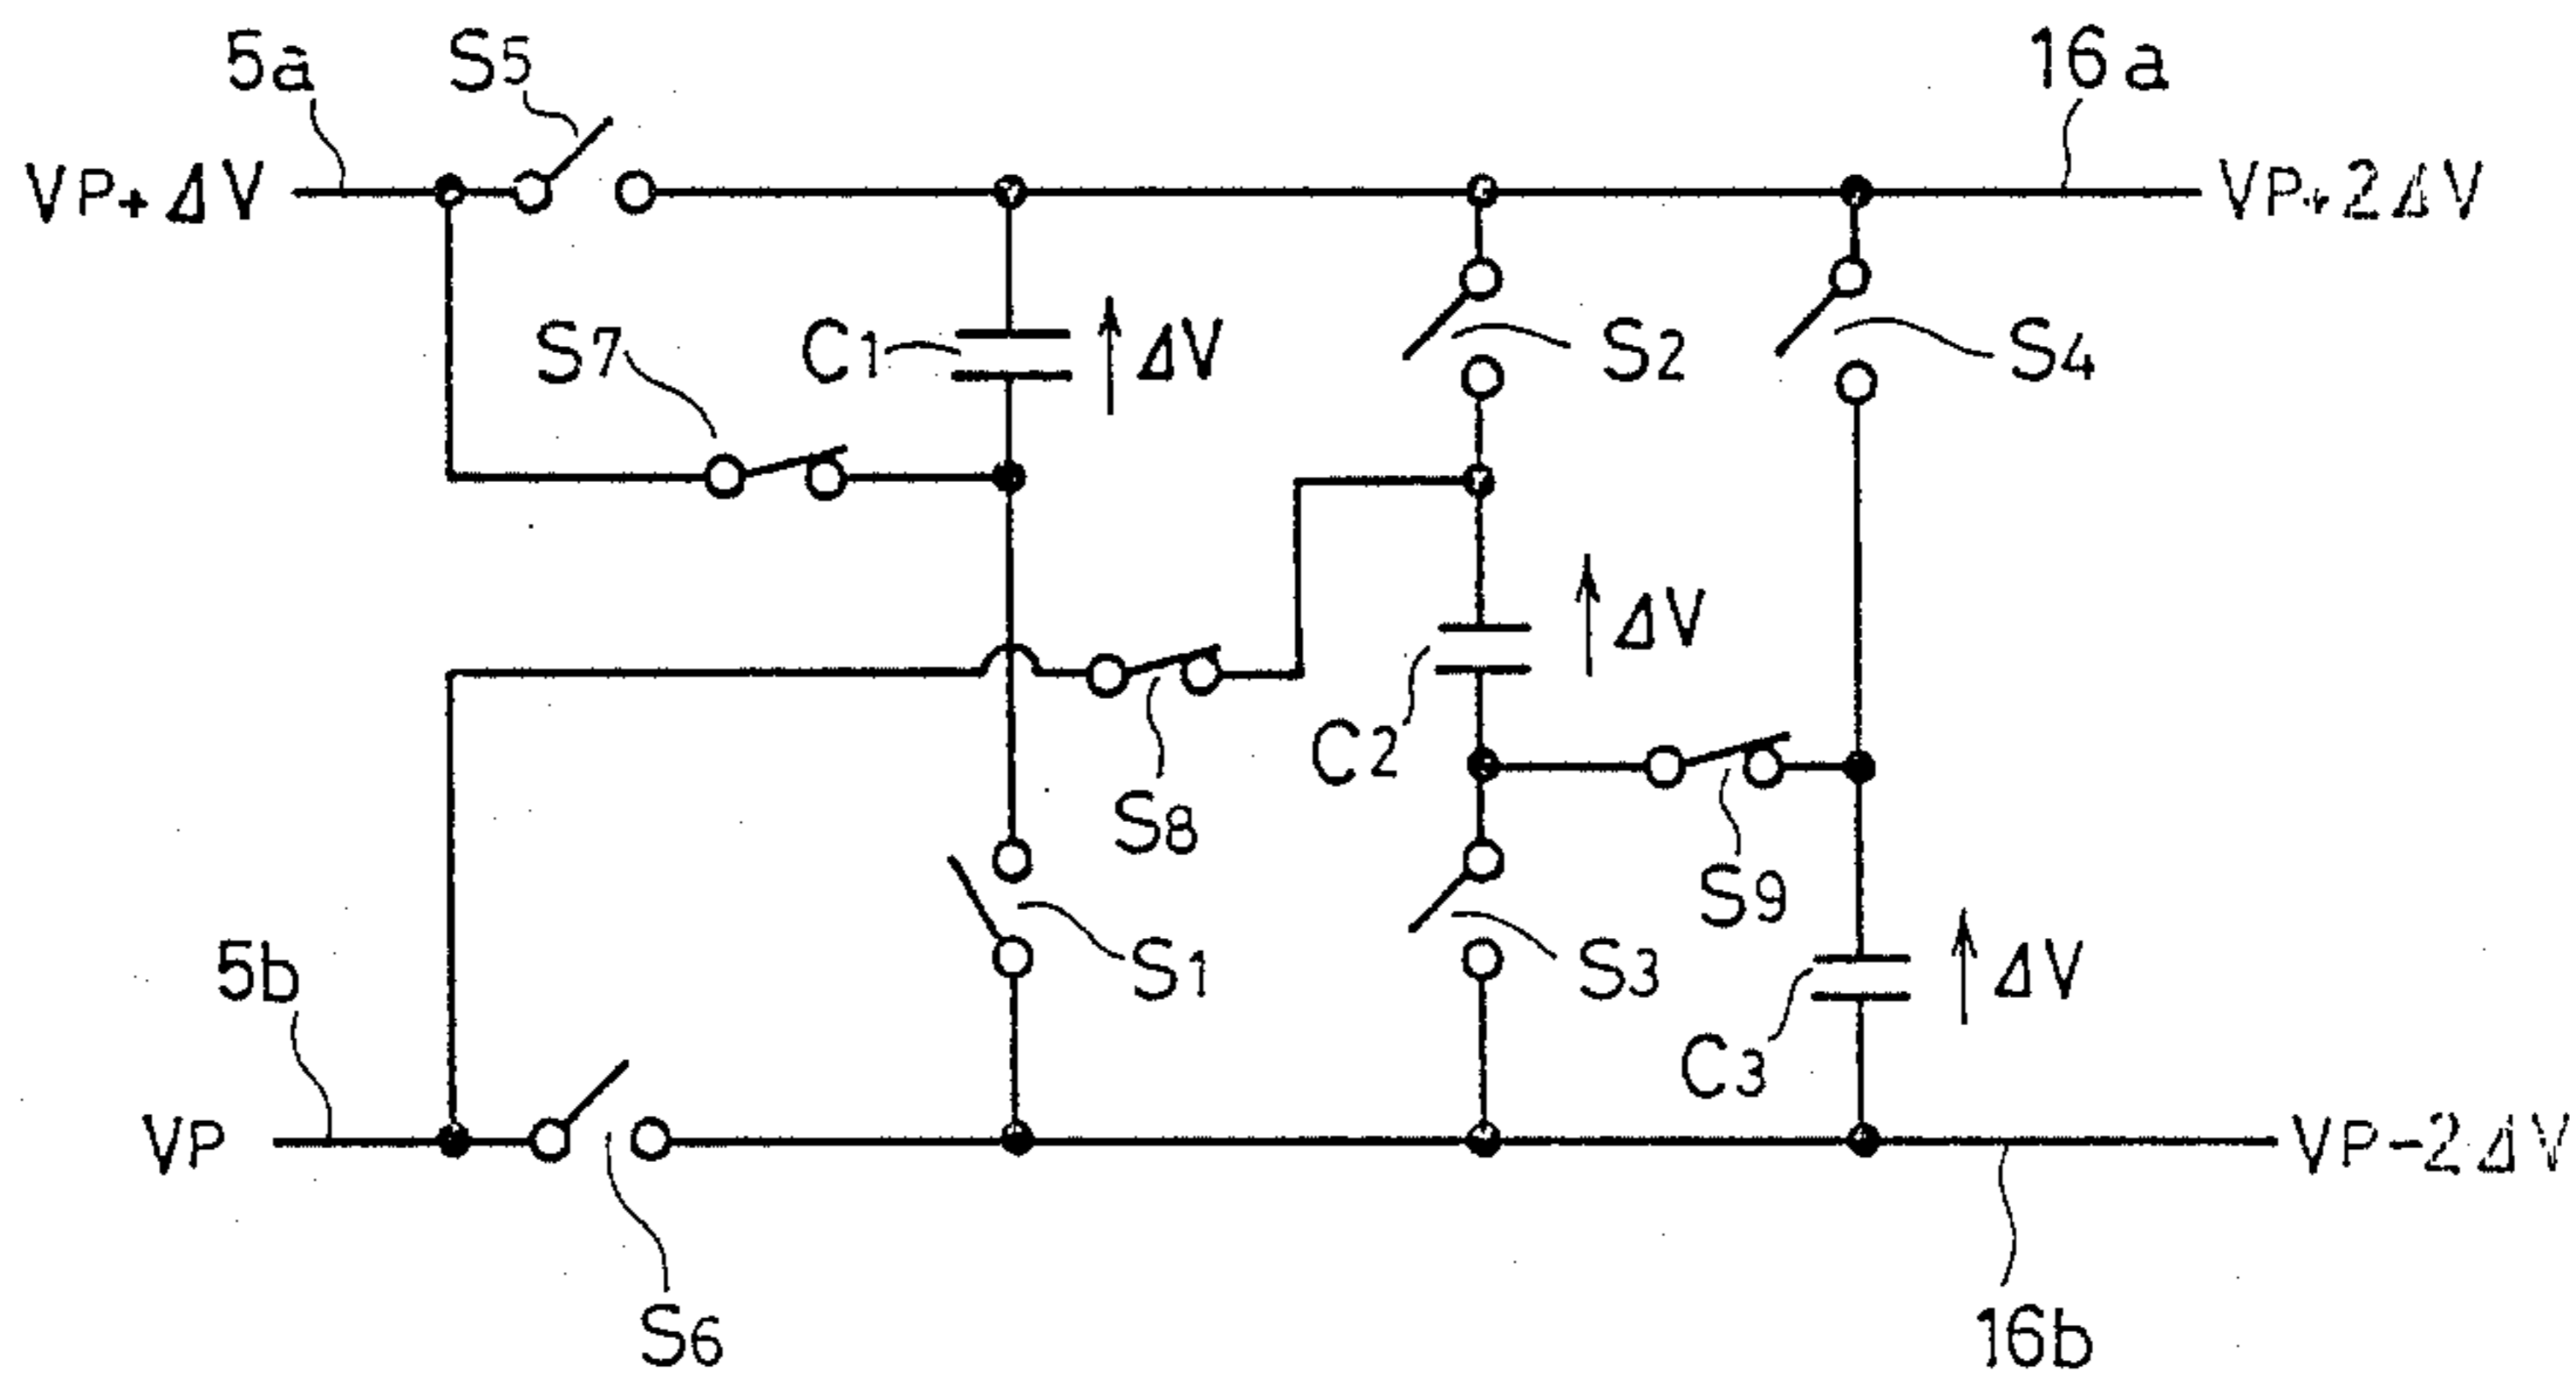 5a
S5
16a
VP+ΔV
VP+2ΔV
S7
C1
ΔV
S2
S4
ΔV
C2
S8
S9
5b
S1
S3
ΔV
C3
VP
VP-2ΔV
S6
16b